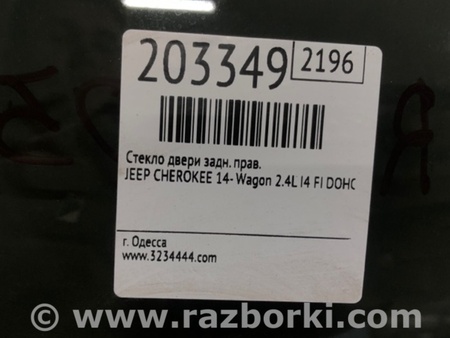 203349 2196
Стекло двери задн. прав.
JEEP CHEROKEE 14- Wagon 2.4L I4 FI DOHC
г. Одесса
www.3234444.com
© www.razborki.com